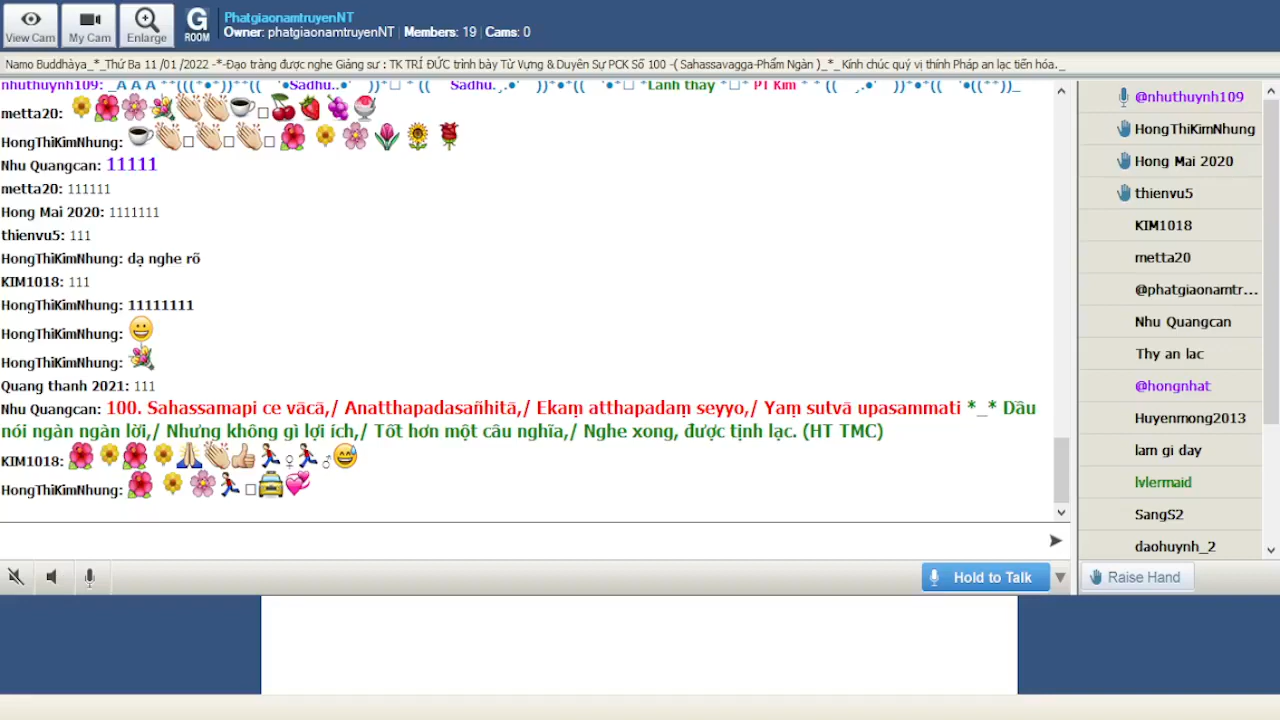 View Cam
My Cam
Enlarge
G ROOM
PhatgiaonamtruyenNT
Owner: phatgiaonamtruyenNT | Members: 19 | Cams: 0
Namo Buddhàya_*_Thứ Ba 11 /01 /2022 -*-Đạo tràng được nghe Giảng sư : TK TRÍ ĐỨC trình bày Từ Vựng & Duyên Sự PCK Số 100 -( Sahassavagga-Phẩm Ngàn )_*_ Kính chúc quý vị thính Pháp an lạc tiến hóa._
nhuthuynh109:
metta20:
HongThiKimNhung:
Nhu Quangcan: 11111
metta20: 111111
Hong Mai 2020: 1111111
thienvu5: 111
HongThiKimNhung: dạ nghe rõ
KIM1018: 111
HongThiKimNhung: 11111111
HongThiKimNhung:
HongThiKimNhung:
Quang thanh 2021: 111
Nhu Quangcan: 100. Sahassamapi ce vācā,/ Anatthapadasañhitā,/ Ekaṃ atthapadaṃ seyyo,/ Yaṃ sutvā upasammati *_* Dầu
nói ngàn ngàn lời,/ Nhưng không gì lợi ích,/ Tốt hơn một câu nghĩa,/ Nghe xong, được tịnh lạc. (HT TMC)
KIM1018:
HongThiKimNhung:
@nhuthuynh109
HongThiKimNhung
Hong Mai 2020
thienvu5
KIM1018
metta20
@phatgiaonamtr...
Nhu Quangcan
Thy an lac
@hongnhat
Huyenmong2013
lam gi day
lvlermaid
SangS2
daohuynh_2
Hold to Talk
Raise Hand